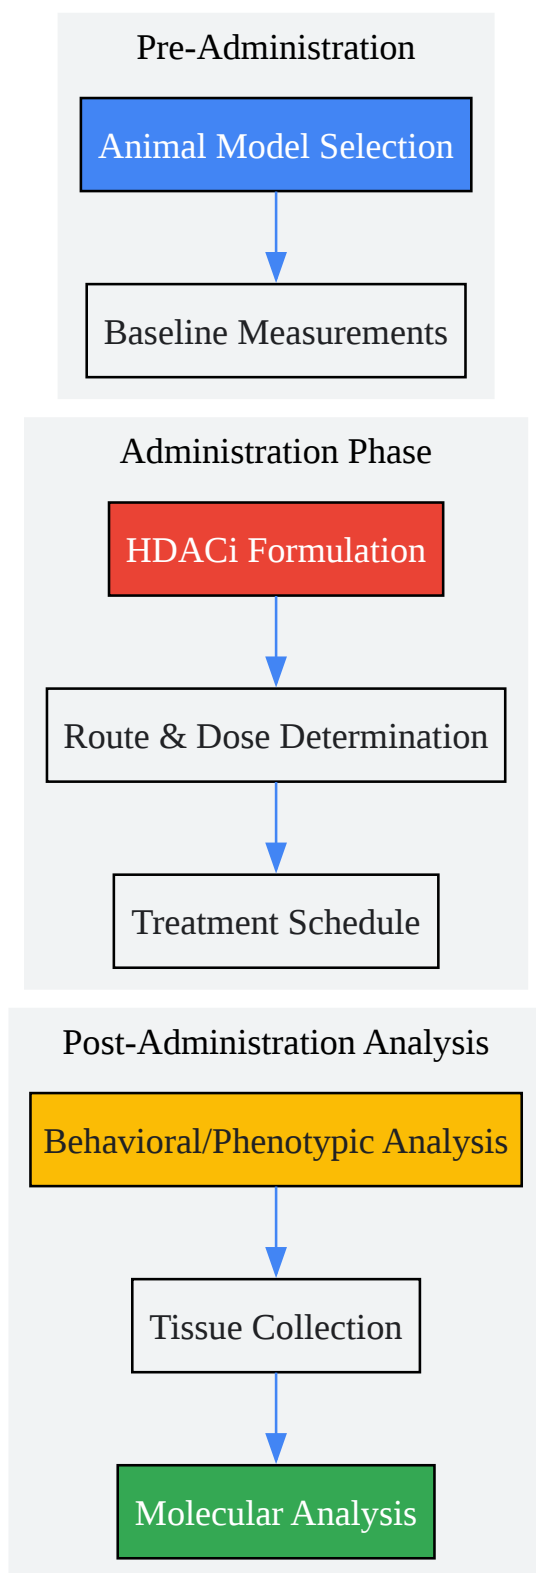 Pre-Administration
Animal Model Selection
Baseline Measurements
Administration Phase
HDACi Formulation
Route & Dose Determination
Treatment Schedule
Post-Administration Analysis
Behavioral/Phenotypic Analysis
Tissue Collection
Molecular Analysis